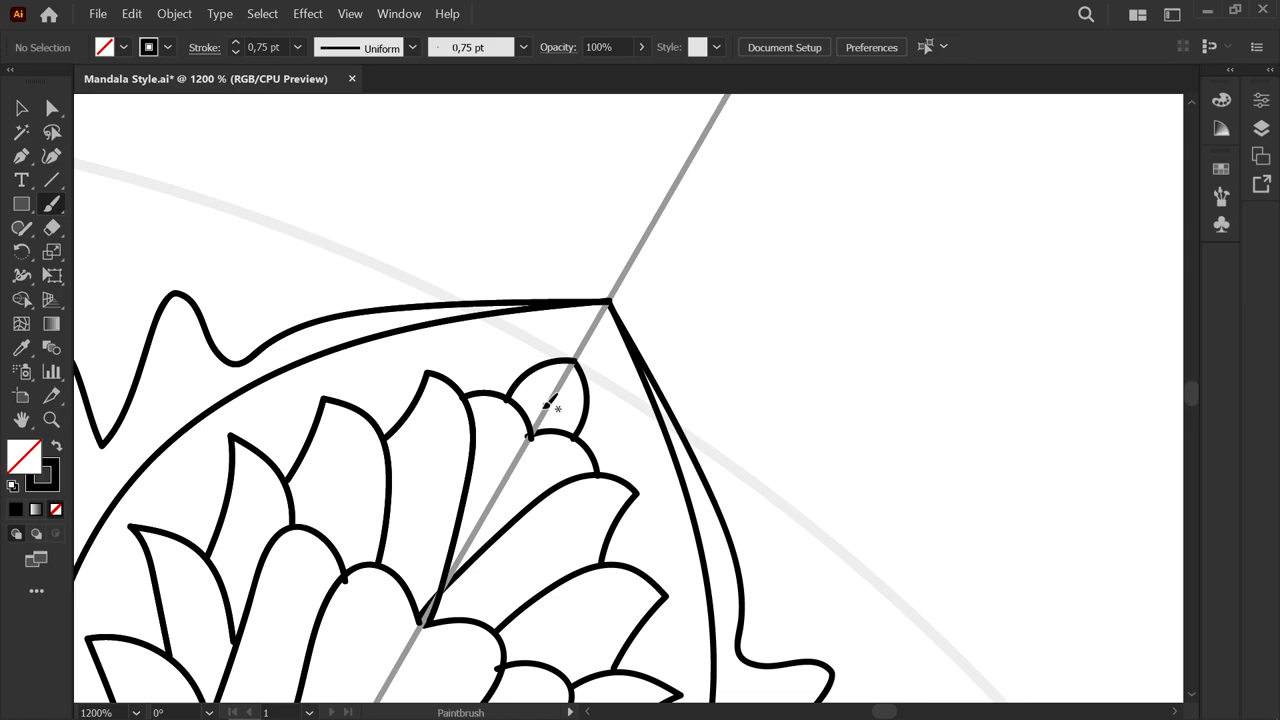 Ai File Edit Object Type Select Effect View Window Help
No Selection Stroke: 0,75 pt Uniform 0,75 pt Opacity: 100% Style: Document Setup Preferences
Mandala Style.ai* @ 1200 % (RGB/CPU Preview)
1200% 0° 1 Paintbrush